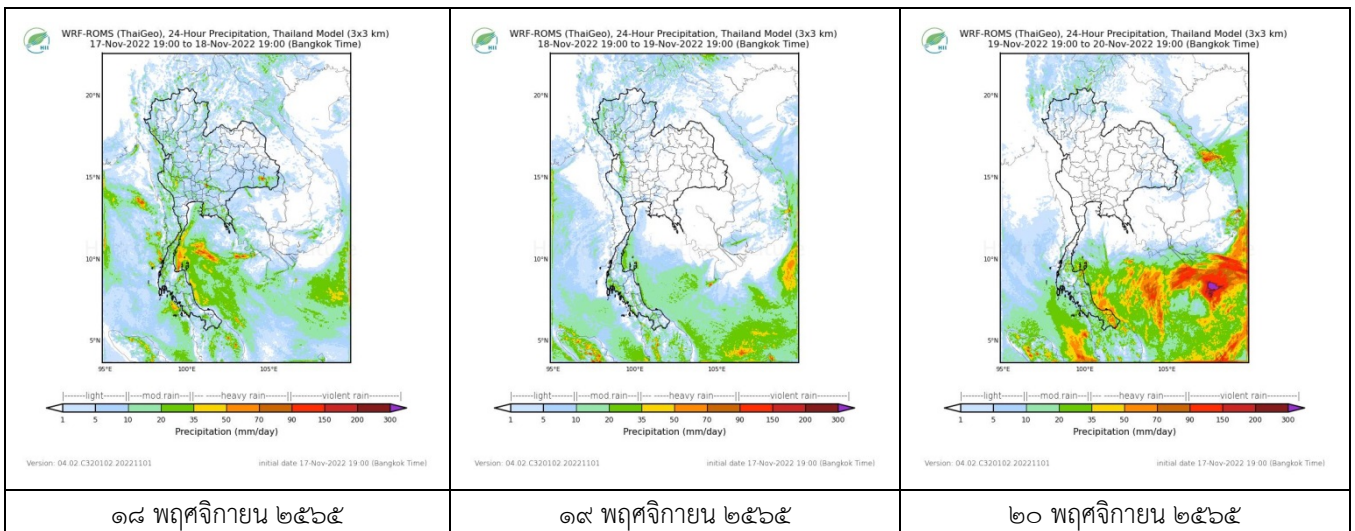 HII
WRF-ROMS (ThaiGeo), 24-Hour Precipitation, Thailand Model (3x3 km)
17-Nov-2022 19:00 to 18-Nov-2022 19:00 (Bangkok Time)
20°N
15°N
10°N
5°N
95°E 100°E 105°E
|-------light-----||---mod rain---||--- ---heavy rain------||-----------violent rain-----|
1 5 10 20 35 50 70 90 150 200 300
Precipitation (mm/day)
Version: 04.02.C320102.20221101 initial date 17-Nov-2022 19:00 (Bangkok Time)
๑๘ พฤศจิกายน ๒๕๖๕
HII
WRF-ROMS (ThaiGeo), 24-Hour Precipitation, Thailand Model (3x3 km)
18-Nov-2022 19:00 to 19-Nov-2022 19:00 (Bangkok Time)
20°N
15°N
10°N
5°N
95°E 100°E 105°E
|-------light-----||---mod rain---||--- ---heavy rain------||-----------violent rain-----|
1 5 10 20 35 50 70 90 150 200 300
Precipitation (mm/day)
Version: 04.02.C320102.20221101 initial date 17-Nov-2022 19:00 (Bangkok Time)
๑๙ พฤศจิกายน ๒๕๖๕
HII
WRF-ROMS (ThaiGeo), 24-Hour Precipitation, Thailand Model (3x3 km)
19-Nov-2022 19:00 to 20-Nov-2022 19:00 (Bangkok Time)
20°N
15°N
10°N
5°N
95°E 100°E 105°E
|-------light-----||---mod rain---||--- ---heavy rain------||-----------violent rain-----|
1 5 10 20 35 50 70 90 150 200 300
Precipitation (mm/day)
Version: 04.02.C320102.20221101 initial date 17-Nov-2022 19:00 (Bangkok Time)
๒๐ พฤศจิกายน ๒๕๖๕